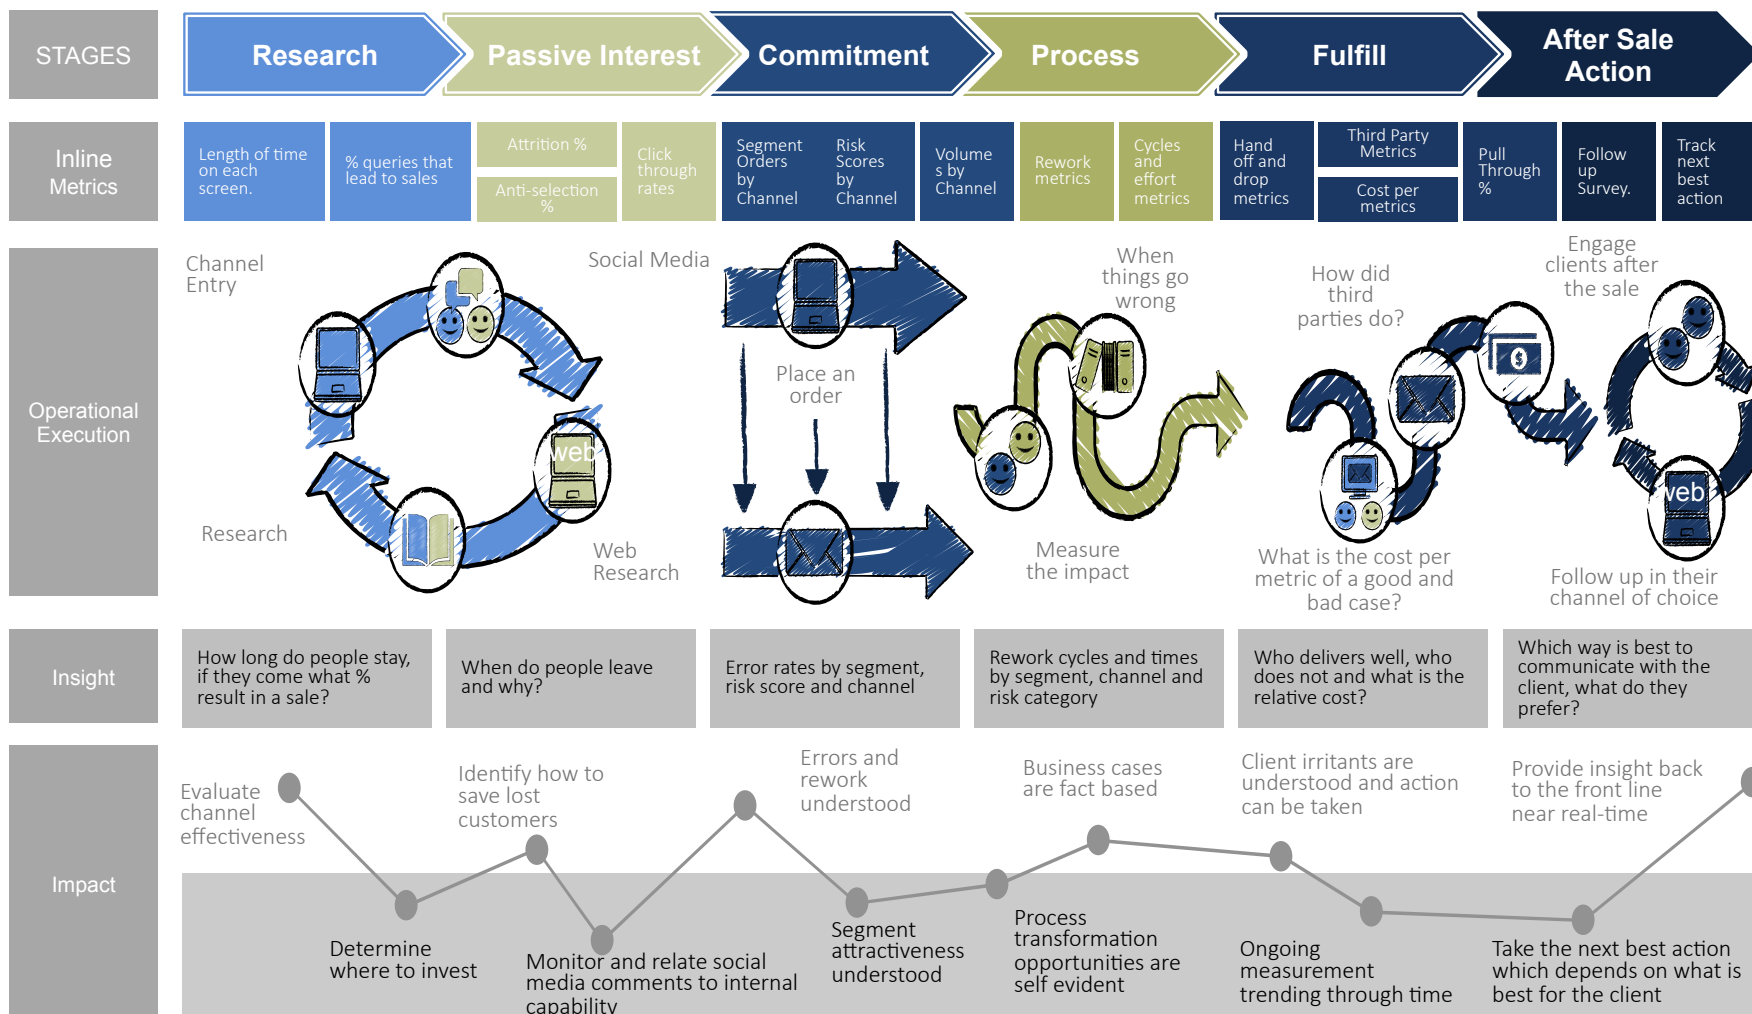 STAGES
Research
Passive Interest
Commitment
Process
Fulfill
After Sale
Action
Inline
Metrics
Length of time
on each
screen.
% queries that
lead to sales
Attrition %
Anti-selection
%
Click
through
rates
Segment
Orders
by
Channel
Risk
Scores
by
Channel
Volume
s by
Channel
Rework
metrics
Cycles
and
effort
metrics
Hand
off and
drop
metrics
Third Party
Metrics
Cost per
metrics
Pull
Through
%
Follow
up
Survey.
Track
next
best
action
Operational
Execution
Channel
Entry
Social Media
web
Research
Web
Research
Place an
order
When
things go
wrong
Measure
the impact
How did
third
parties do?
$
What is the cost per
metric of a good and
bad case?
Engage
clients after
the sale
web
Follow up in their
channel of choice
Insight
How long do people stay,
if they come what %
result in a sale?
When do people leave
and why?
Error rates by segment,
risk score and channel
Rework cycles and times
by segment, channel and
risk category
Who delivers well, who
does not and what is the
relative cost?
Which way is best to
communicate with the
client, what do they
prefer?
Impact
Evaluate
channel
effectiveness
Identify how to
save lost
customers
Errors and
rework
understood
Business cases
are fact based
Client irritants are
understood and action
can be taken
Provide insight back
to the front line
near real-time
Determine
where to invest
Monitor and relate social
media comments to internal
capability
Segment
attractiveness
understood
Process
transformation
opportunities are
self evident
Ongoing
measurement
trending through time
Take the next best action
which depends on what is
best for the client